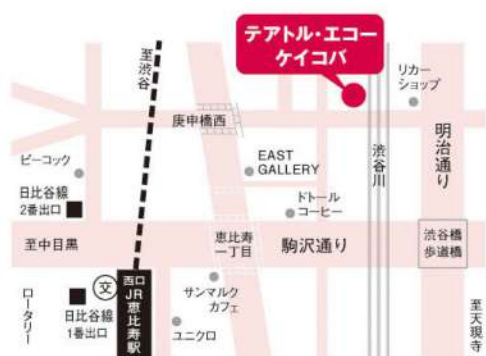 テアトル・エコー
ケイコバ
至渋谷
リカー
ショップ
庚申橋西
明治通り
渋谷川
ピーコック
EAST
GALLERY
日比谷線
2番出口
ドトール
コーヒー
至中目黒
恵比寿
一丁目
駒沢通り
渋谷橋
歩道橋
ロータリー
交
西口
JR恵比寿駅
サンマルク
カフェ
日比谷線
1番出口
ユニクロ
至天現寺